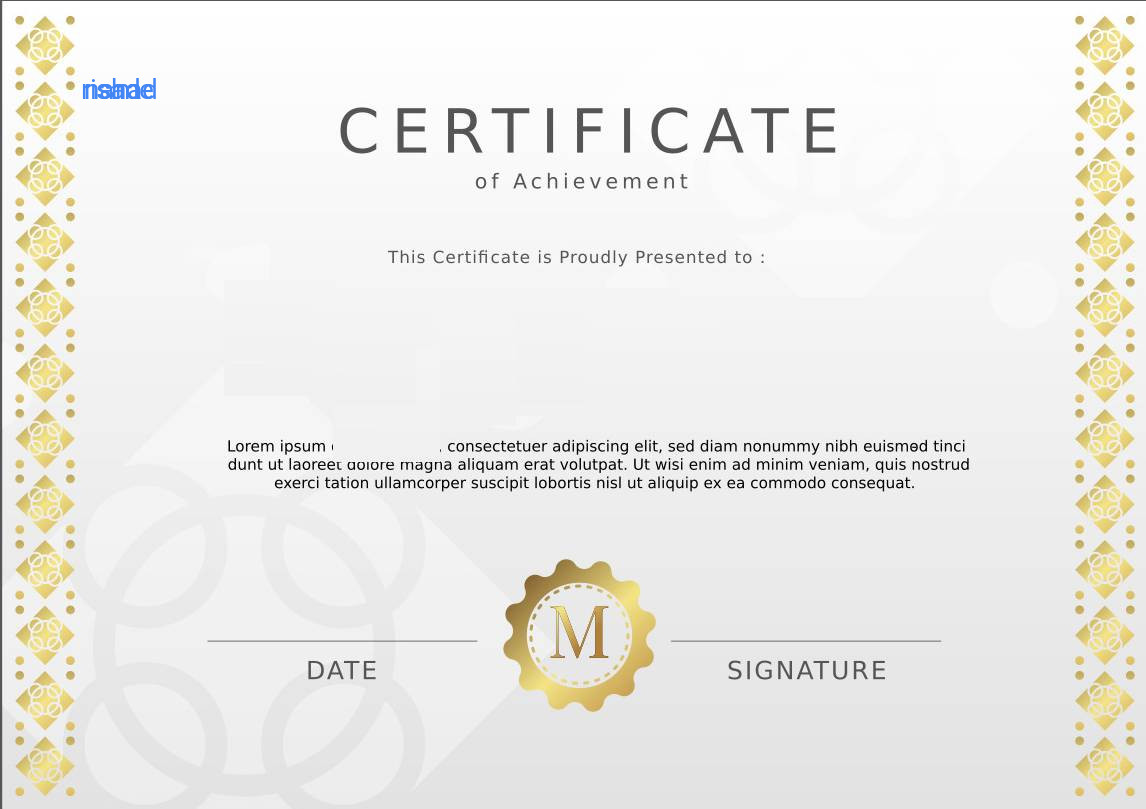 CERTIFICATE
of Achievement
This Certificate is Proudly Presented to :
Lorem ipsum consectetuer adipiscing elit, sed diam nonummy nibh euismod tinci
dunt ut laoreet dolore magna aliquam erat volutpat. Ut wisi enim ad minim veniam, quis nostrud
exerci tation ullamcorper suscipit lobortis nisl ut aliquip ex ea commodo consequat.
M
DATE
SIGNATURE